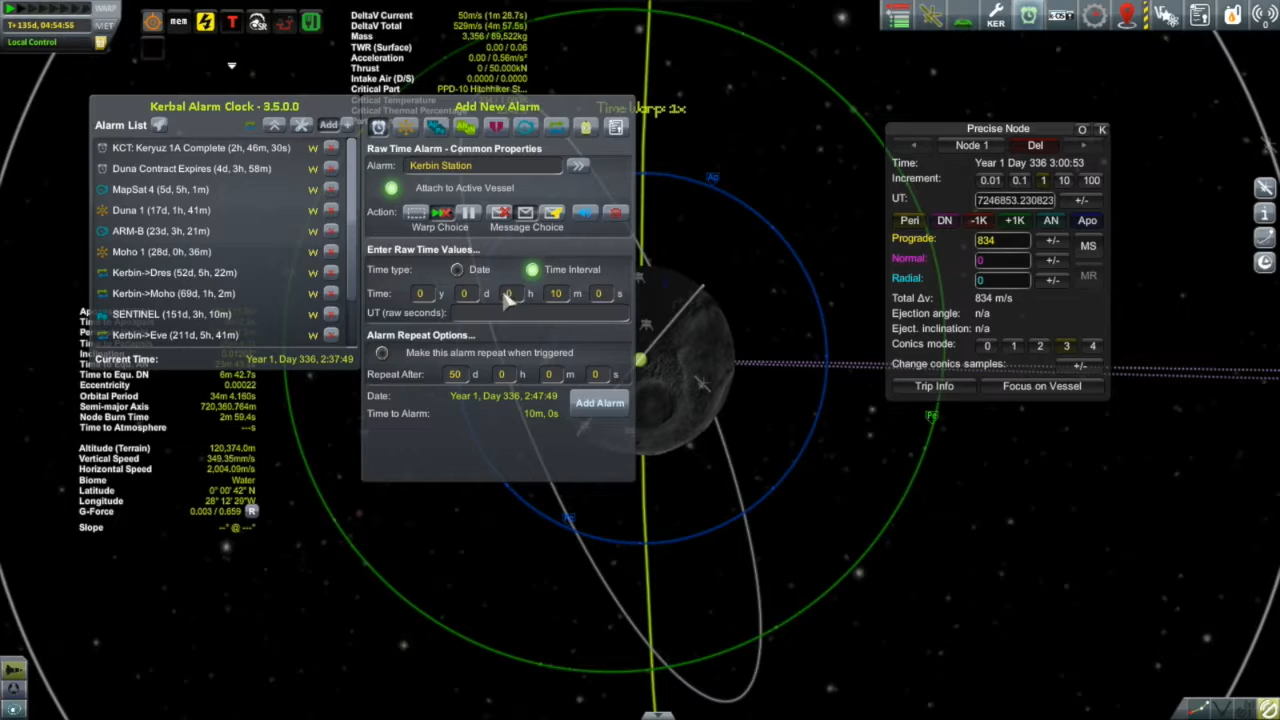 WARP
T+ 135d, 04:54:55
MET
Local Control
mem
T
DeltaV Current 50m/s (1m 28.7s)
DeltaV Total 529m/s (4m 57.5s)
Mass 3,356 / 89,522kg
TWR (Surface) 0.00 / 0.06
Acceleration 0.00 / 0.56m/s²
Thrust 0 / 50.000kN
Intake Air (D/S) 0.0000 / 0.0000
Critical Part PPD-10 Hitchhiker St...
Critical Temperature
Critical Thermal Percentage
KER
0
Time Warp: 1x
Kerbal Alarm Clock - 3.5.0.0
Alarm List Add +
KCT: Keryuz 1A Complete (2h, 46m, 30s) W
Duna Contract Expires (4d, 3h, 58m) W
MapSat 4 (5d, 5h, 1m) W
Duna 1 (17d, 1h, 41m) W
ARM-B (23d, 3h, 21m) W
Moho 1 (28d, 0h, 36m) W
Kerbin->Dres (52d, 5h, 22m) W
Kerbin->Moho (69d, 1h, 2m) W
SENTINEL (151d, 3h, 10m) W
Kerbin->Eve (211d, 5h, 41m) W
Current Time: Year 1, Day 336, 2:37:49
Add New Alarm
Raw Time Alarm - Common Properties
Alarm: Kerbin Station
Attach to Active Vessel
Action:
Warp Choice Message Choice
Enter Raw Time Values...
Time type: Date Time Interval
Time: 0 y 0 d 0 h 10 m 0 s
UT (raw seconds):
Alarm Repeat Options...
Make this alarm repeat when triggered
Repeat After: 50 d 0 h 0 m 0 s
Date: Year 1, Day 336, 2:47:49
Time to Alarm: 10m, 0s
Add Alarm
Time to Equ. DN 6m 42.7s
Eccentricity 0.00022
Orbital Period 34m 4.160s
Semi-major Axis 720,360.764m
Node Burn Time 2m 59.4s
Time to Atmosphere ---s
Altitude (Terrain) 120,374.0m
Vertical Speed 349.35mm/s
Horizontal Speed 2,004.09m/s
Biome Water
Latitude 0° 00' 42" N
Longitude 28° 12' 29" W
G-Force 0.003 / 0.659 R
Slope --° @ ---°
Ap
Pe
Precise Node O K
Node 1 Del
Time: Year 1 Day 336 3:00:53
Increment: 0.01 0.1 1 10 100
UT: 7246853.230823 +/-
Peri DN -1K +1K AN Apo
Prograde: 834 +/- MS
Normal: 0 +/-
Radial: 0 +/- MR
Total Δv: 834 m/s
Ejection angle: n/a
Eject. inclination: n/a
Conics mode: 0 1 2 3 4
Change conics samples: +/-
Trip Info Focus on Vessel